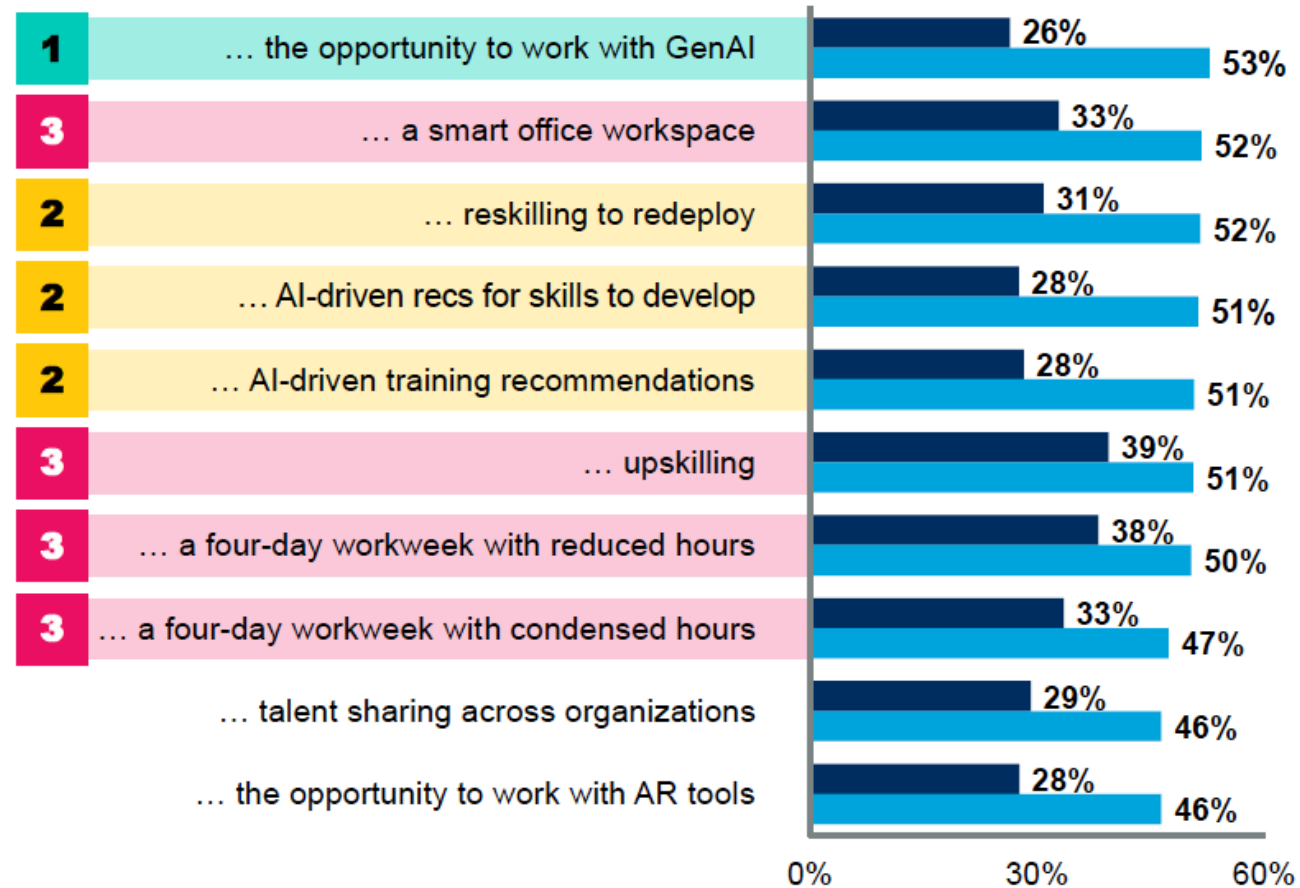 1 … the opportunity to work with GenAI 26%
53%
3 … a smart office workspace 33%
52%
2 … reskilling to redeploy 31%
52%
2 … AI-driven recs for skills to develop 28%
51%
2 … AI-driven training recommendations 28%
51%
3 … upskilling 39%
51%
3 … a four-day workweek with reduced hours 38%
50%
3 … a four-day workweek with condensed hours 33%
47%
… talent sharing across organizations 29%
46%
… the opportunity to work with AR tools 28%
46%
0% 30% 60%